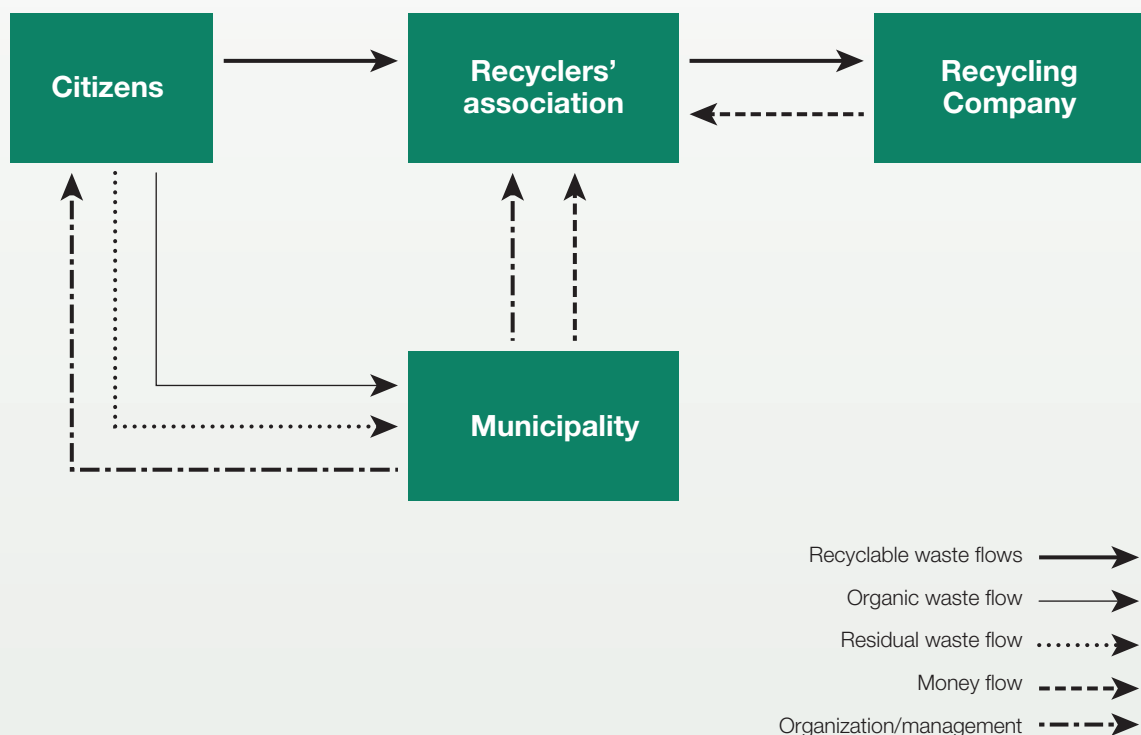 Citizens
Recyclers’
association
Recycling
Company
Municipality
Recyclable waste flows
Organic waste flow
Residual waste flow
Money flow
Organization/management